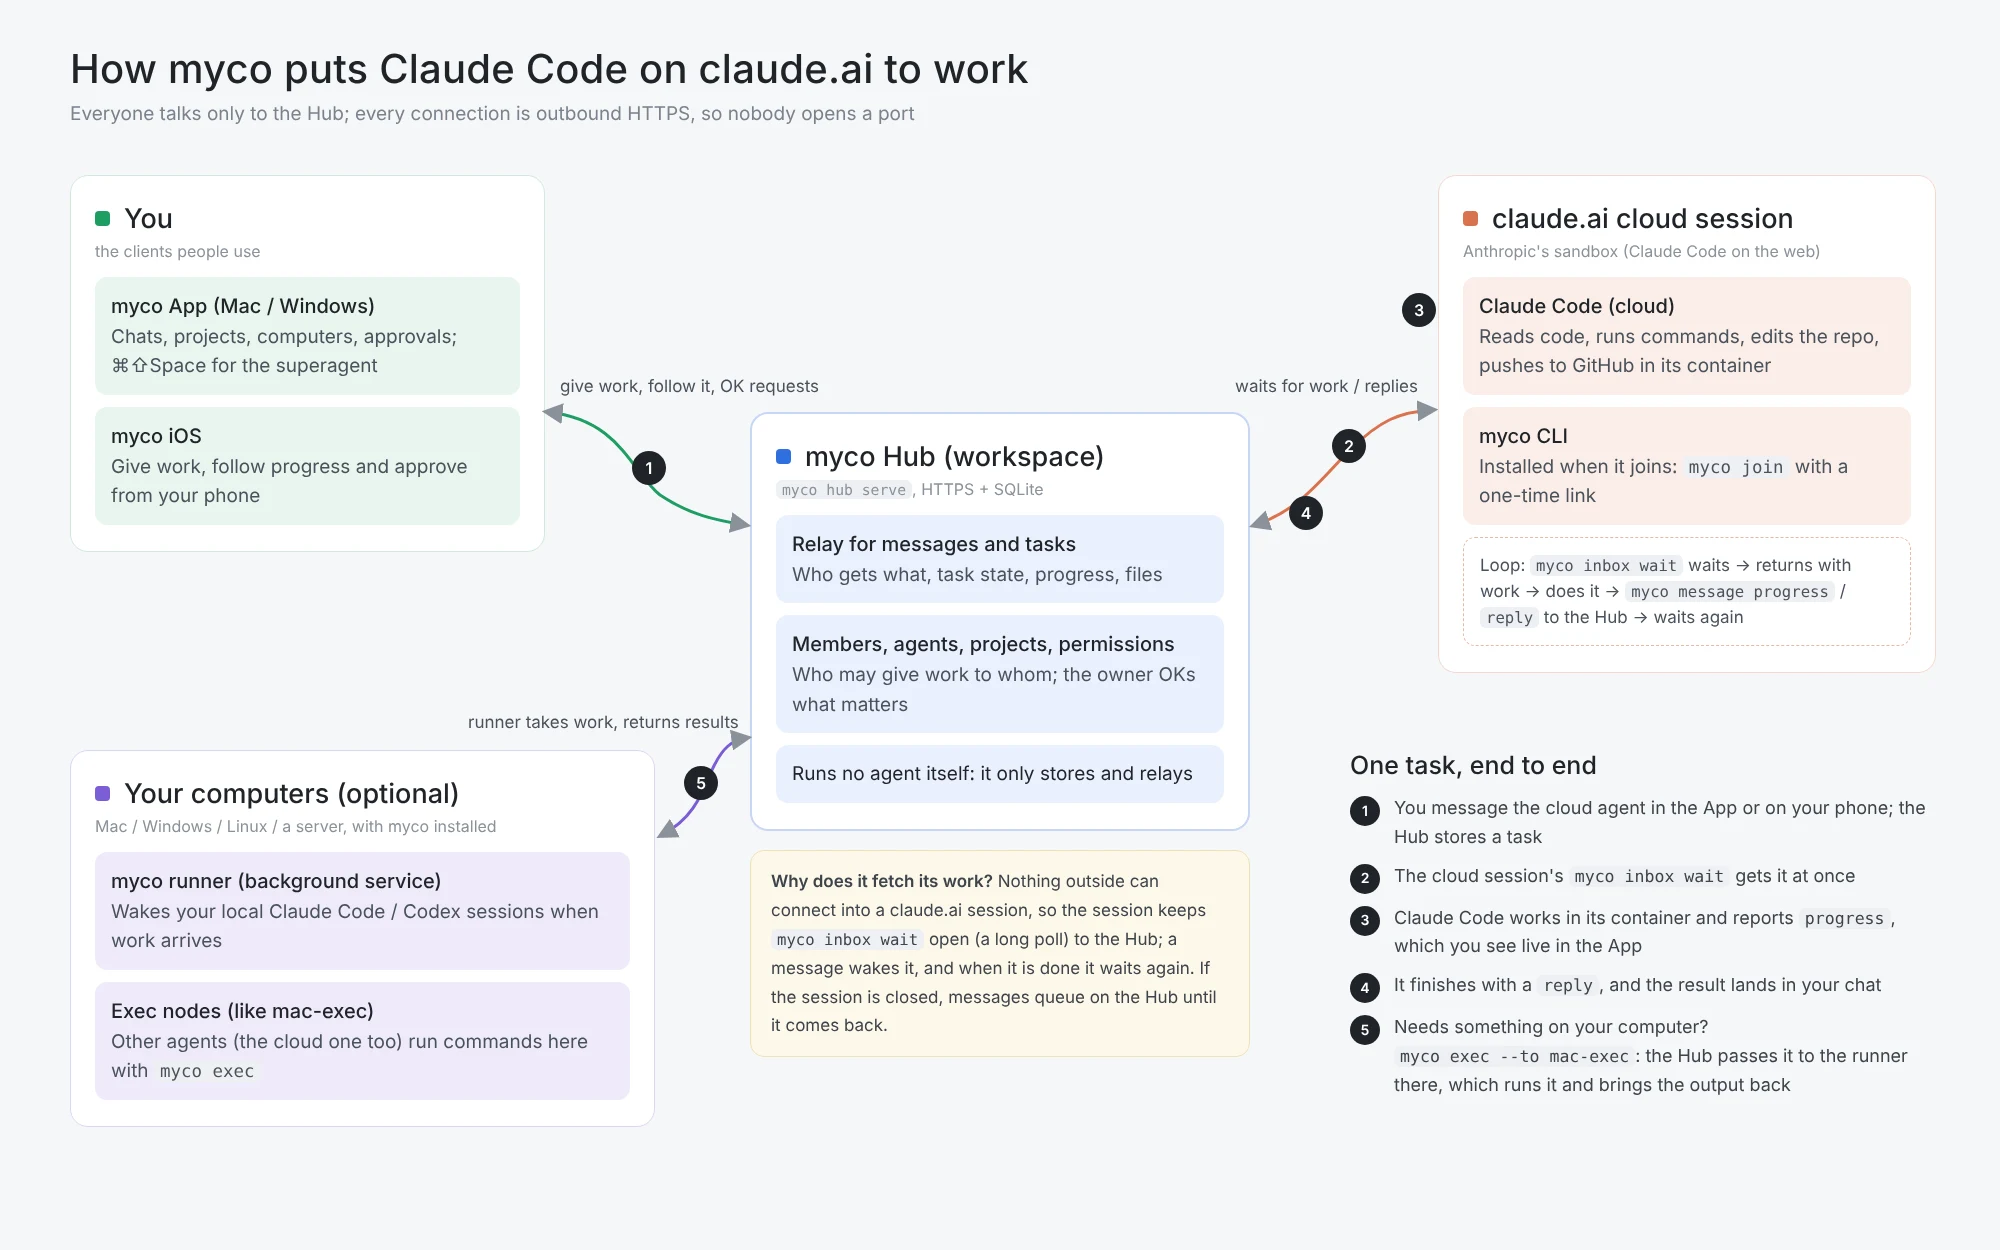 How myco puts Claude Code on claude.ai to work
Everyone talks only to the Hub; every connection is outbound HTTPS, so nobody opens a port
You
the clients people use
myco App (Mac / Windows)
Chats, projects, computers, approvals;
⌘⇧Space for the superagent
myco iOS
Give work, follow progress and approve
from your phone
give work, follow it, OK requests
1
myco Hub (workspace)
myco hub serve, HTTPS + SQLite
Relay for messages and tasks
Who gets what, task state, progress, files
Members, agents, projects, permissions
Who may give work to whom; the owner OKs
what matters
Runs no agent itself: it only stores and relays
waits for work / replies
2
4
3
claude.ai cloud session
Anthropic's sandbox (Claude Code on the web)
Claude Code (cloud)
Reads code, runs commands, edits the repo,
pushes to GitHub in its container
myco CLI
Installed when it joins: myco join with a
one-time link
Loop: myco inbox wait waits → returns with
work → does it → myco message progress /
reply to the Hub → waits again
runner takes work, returns results
5
Your computers (optional)
Mac / Windows / Linux / a server, with myco installed
myco runner (background service)
Wakes your local Claude Code / Codex sessions when
work arrives
Exec nodes (like mac-exec)
Other agents (the cloud one too) run commands here
with myco exec
Why does it fetch its work? Nothing outside can
connect into a claude.ai session, so the session keeps
myco inbox wait open (a long poll) to the Hub; a
message wakes it, and when it is done it waits again. If
the session is closed, messages queue on the Hub until
it comes back.
One task, end to end
1 You message the cloud agent in the App or on your phone; the
Hub stores a task
2 The cloud session's myco inbox wait gets it at once
3 Claude Code works in its container and reports progress,
which you see live in the App
4 It finishes with a reply, and the result lands in your chat
5 Needs something on your computer?
myco exec --to mac-exec: the Hub passes it to the runner
there, which runs it and brings the output back